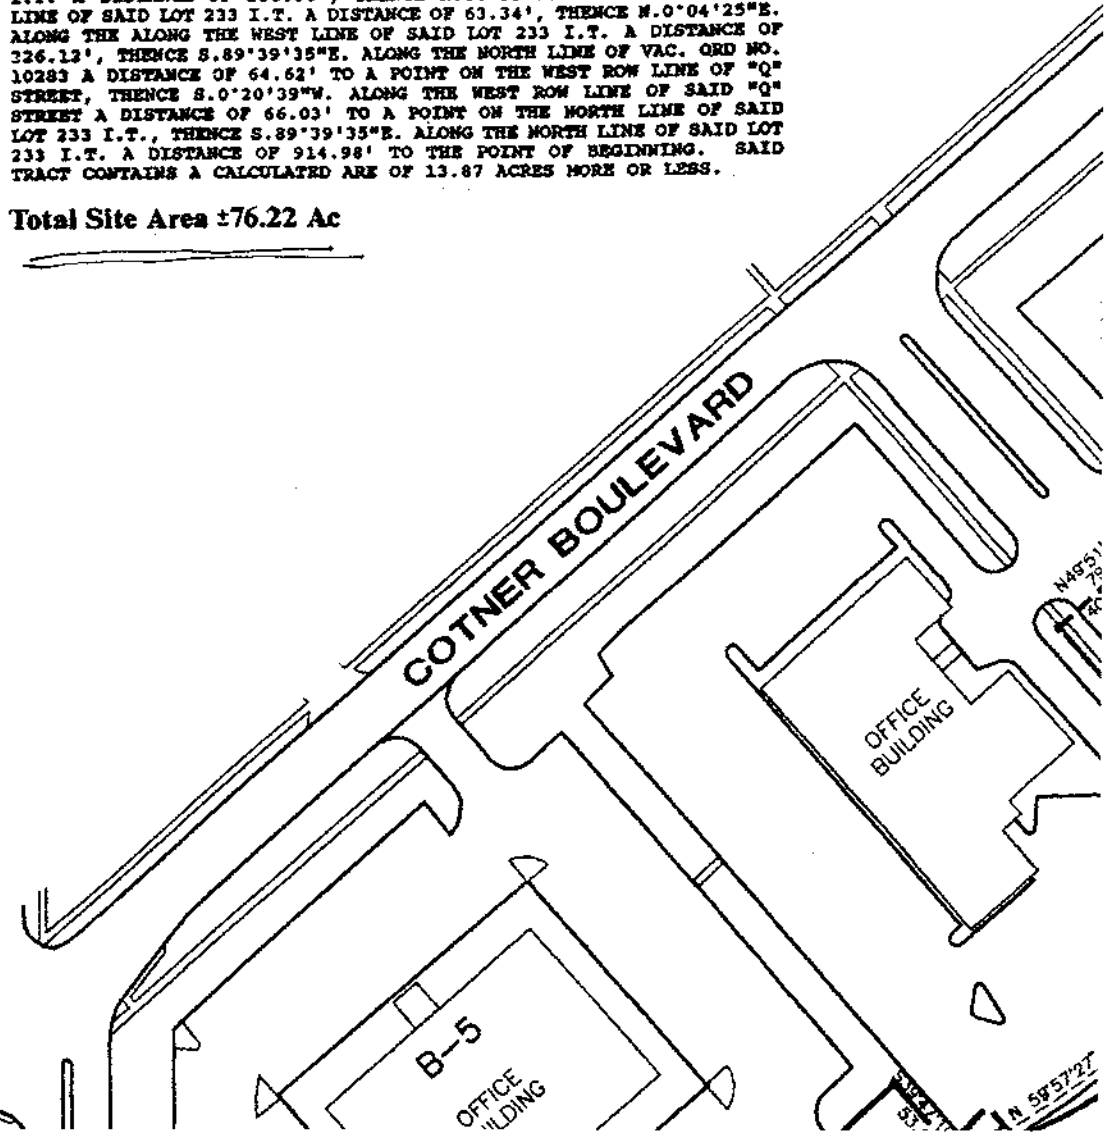 LINE OF SAID LOT 233 I.T. A DISTANCE OF 63.34', THENCE N.0°04'25"E.
ALONG THE ALONG THE WEST LINE OF SAID LOT 233 I.T. A DISTANCE OF
226.12', THENCE S.89°39'35"E. ALONG THE NORTH LINE OF VAC. ORD NO.
10283 A DISTANCE OF 64.62' TO A POINT ON THE WEST ROW LINE OF "Q"
STREET, THENCE S.0°20'39"W. ALONG THE WEST ROW LINE OF SAID "Q"
STREET A DISTANCE OF 66.03' TO A POINT ON THE NORTH LINE OF SAID
LOT 233 I.T., THENCE S.89°39'35"E. ALONG THE NORTH LINE OF SAID LOT
233 I.T. A DISTANCE OF 914.98' TO THE POINT OF BEGINNING. SAID
TRACT CONTAINS A CALCULATED ARE OF 13.87 ACRES MORE OR LESS.
Total Site Area ±76.22 Ac
COTNER BOULEVARD
N49°51'
OFFICE
BUILDING
B-5
OFFICE
N 59°57'27"
53